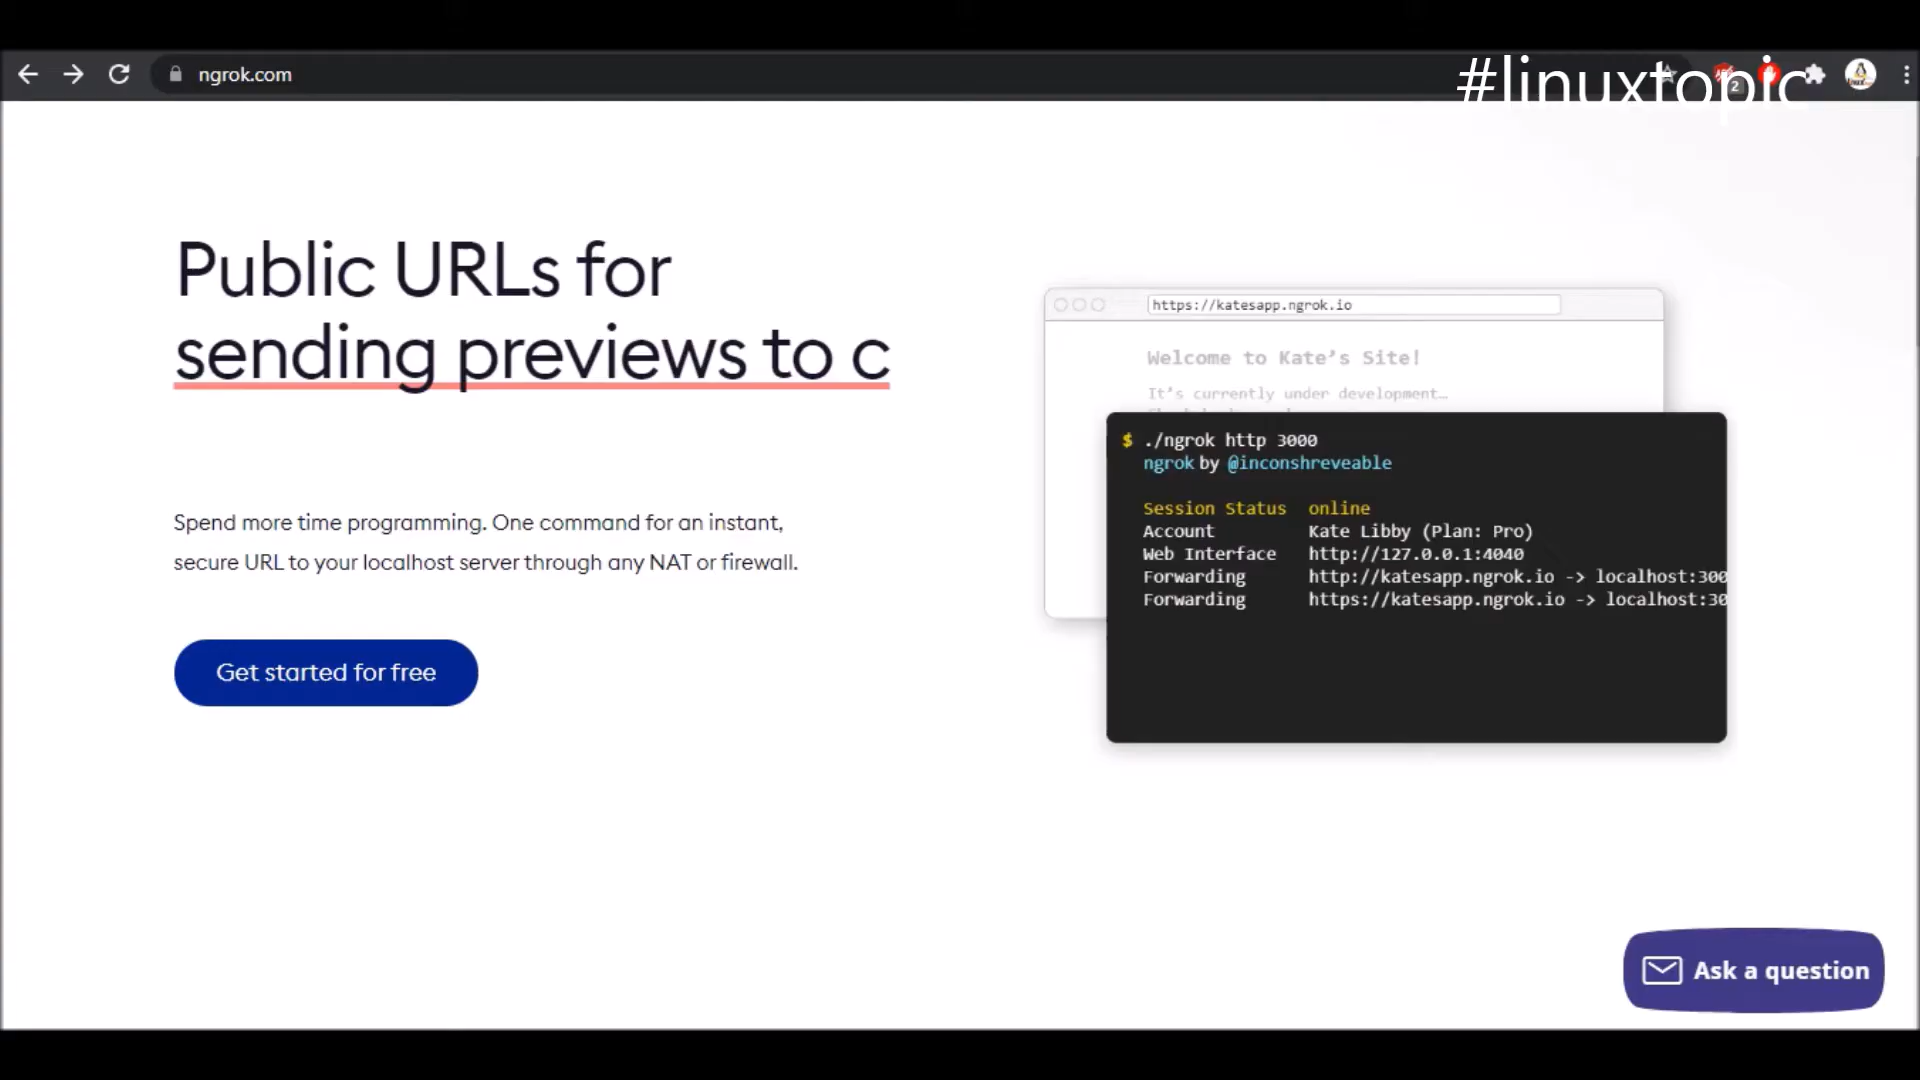 ngrok.com
#linuxtopic
2
Public URLs for
sending previews to c
Spend more time programming. One command for an instant,
secure URL to your localhost server through any NAT or firewall.
Get started for free
https://katesapp.ngrok.io
Welcome to Kate’s Site!
It’s currently under development…
$ ./ngrok http 3000
ngrok by @inconshreveable
Session Status online
Account Kate Libby (Plan: Pro)
Web Interface http://127.0.0.1:4040
Forwarding http://katesapp.ngrok.io -> localhost:300
Forwarding https://katesapp.ngrok.io -> localhost:30
Ask a question